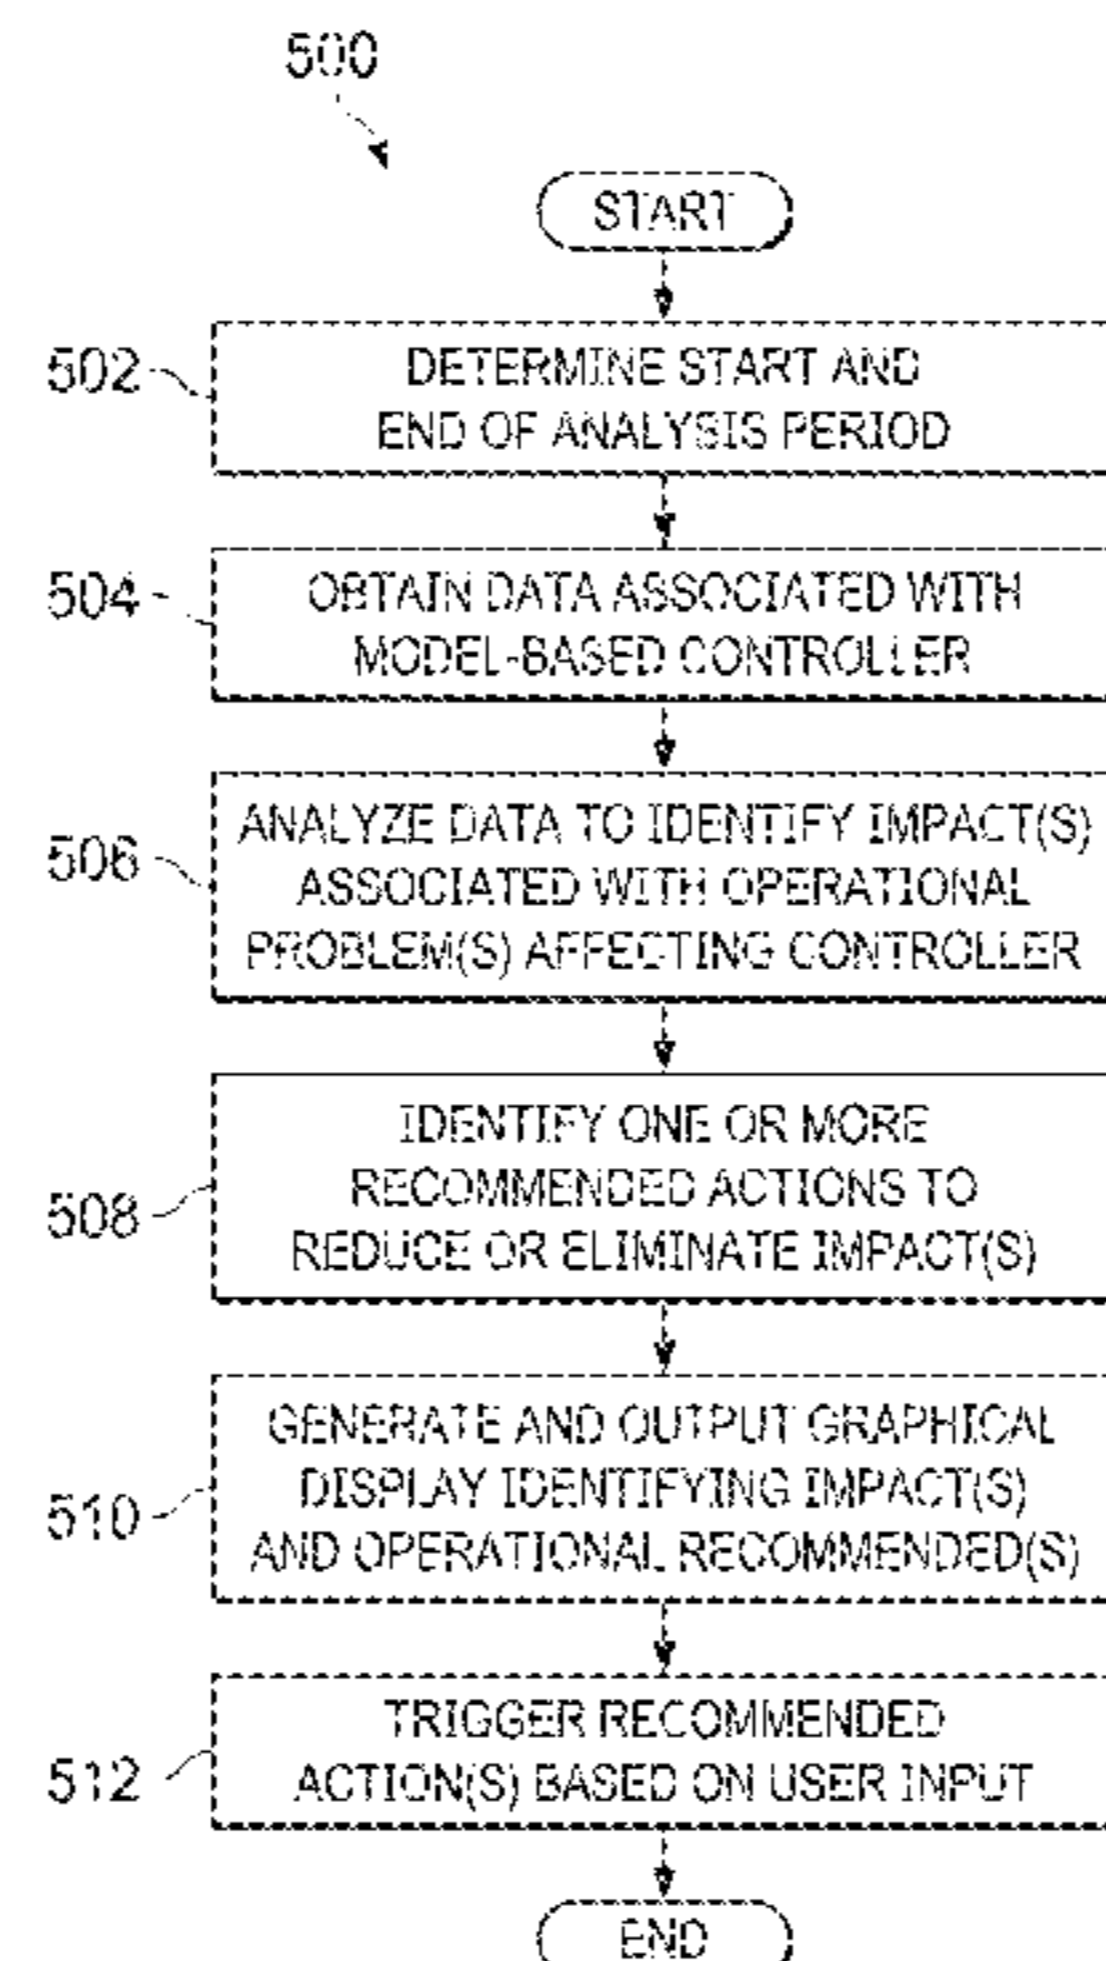 500
START
502
DETERMINE START AND
END OF ANALYSIS PERIOD
504
OBTAIN DATA ASSOCIATED WITH
MODEL-BASED CONTROLLER
506
ANALYZE DATA TO IDENTIFY IMPACT(S)
ASSOCIATED WITH OPERATIONAL
PROBLEM(S) AFFECTING CONTROLLER
508
IDENTIFY ONE OR MORE
RECOMMENDED ACTIONS TO
REDUCE OR ELIMINATE IMPACT(S)
510
GENERATE AND OUTPUT GRAPHICAL
DISPLAY IDENTIFYING IMPACT(S)
AND OPERATIONAL RECOMMENDED(S)
512
TRIGGER RECOMMENDED
ACTION(S) BASED ON USER INPUT
END